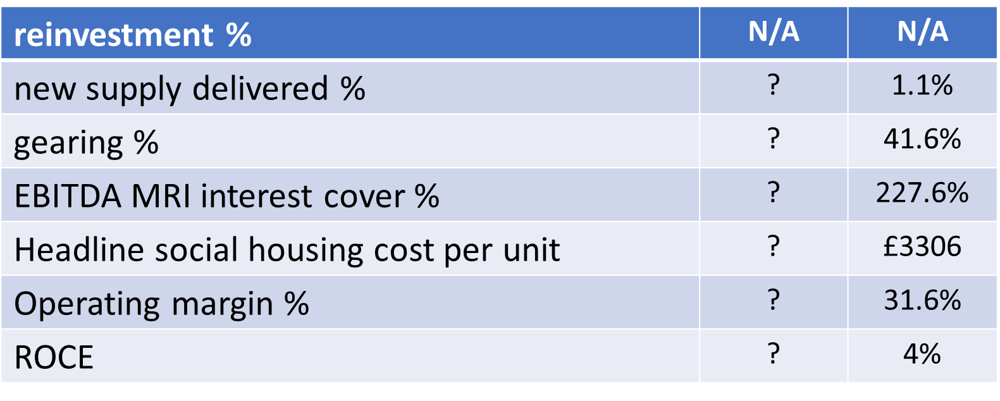 reinvestment % N/A N/A
new supply delivered % ? 1.1%
gearing % ? 41.6%
EBITDA MRI interest cover % ? 227.6%
Headline social housing cost per unit ? £3306
Operating margin % ? 31.6%
ROCE ? 4%